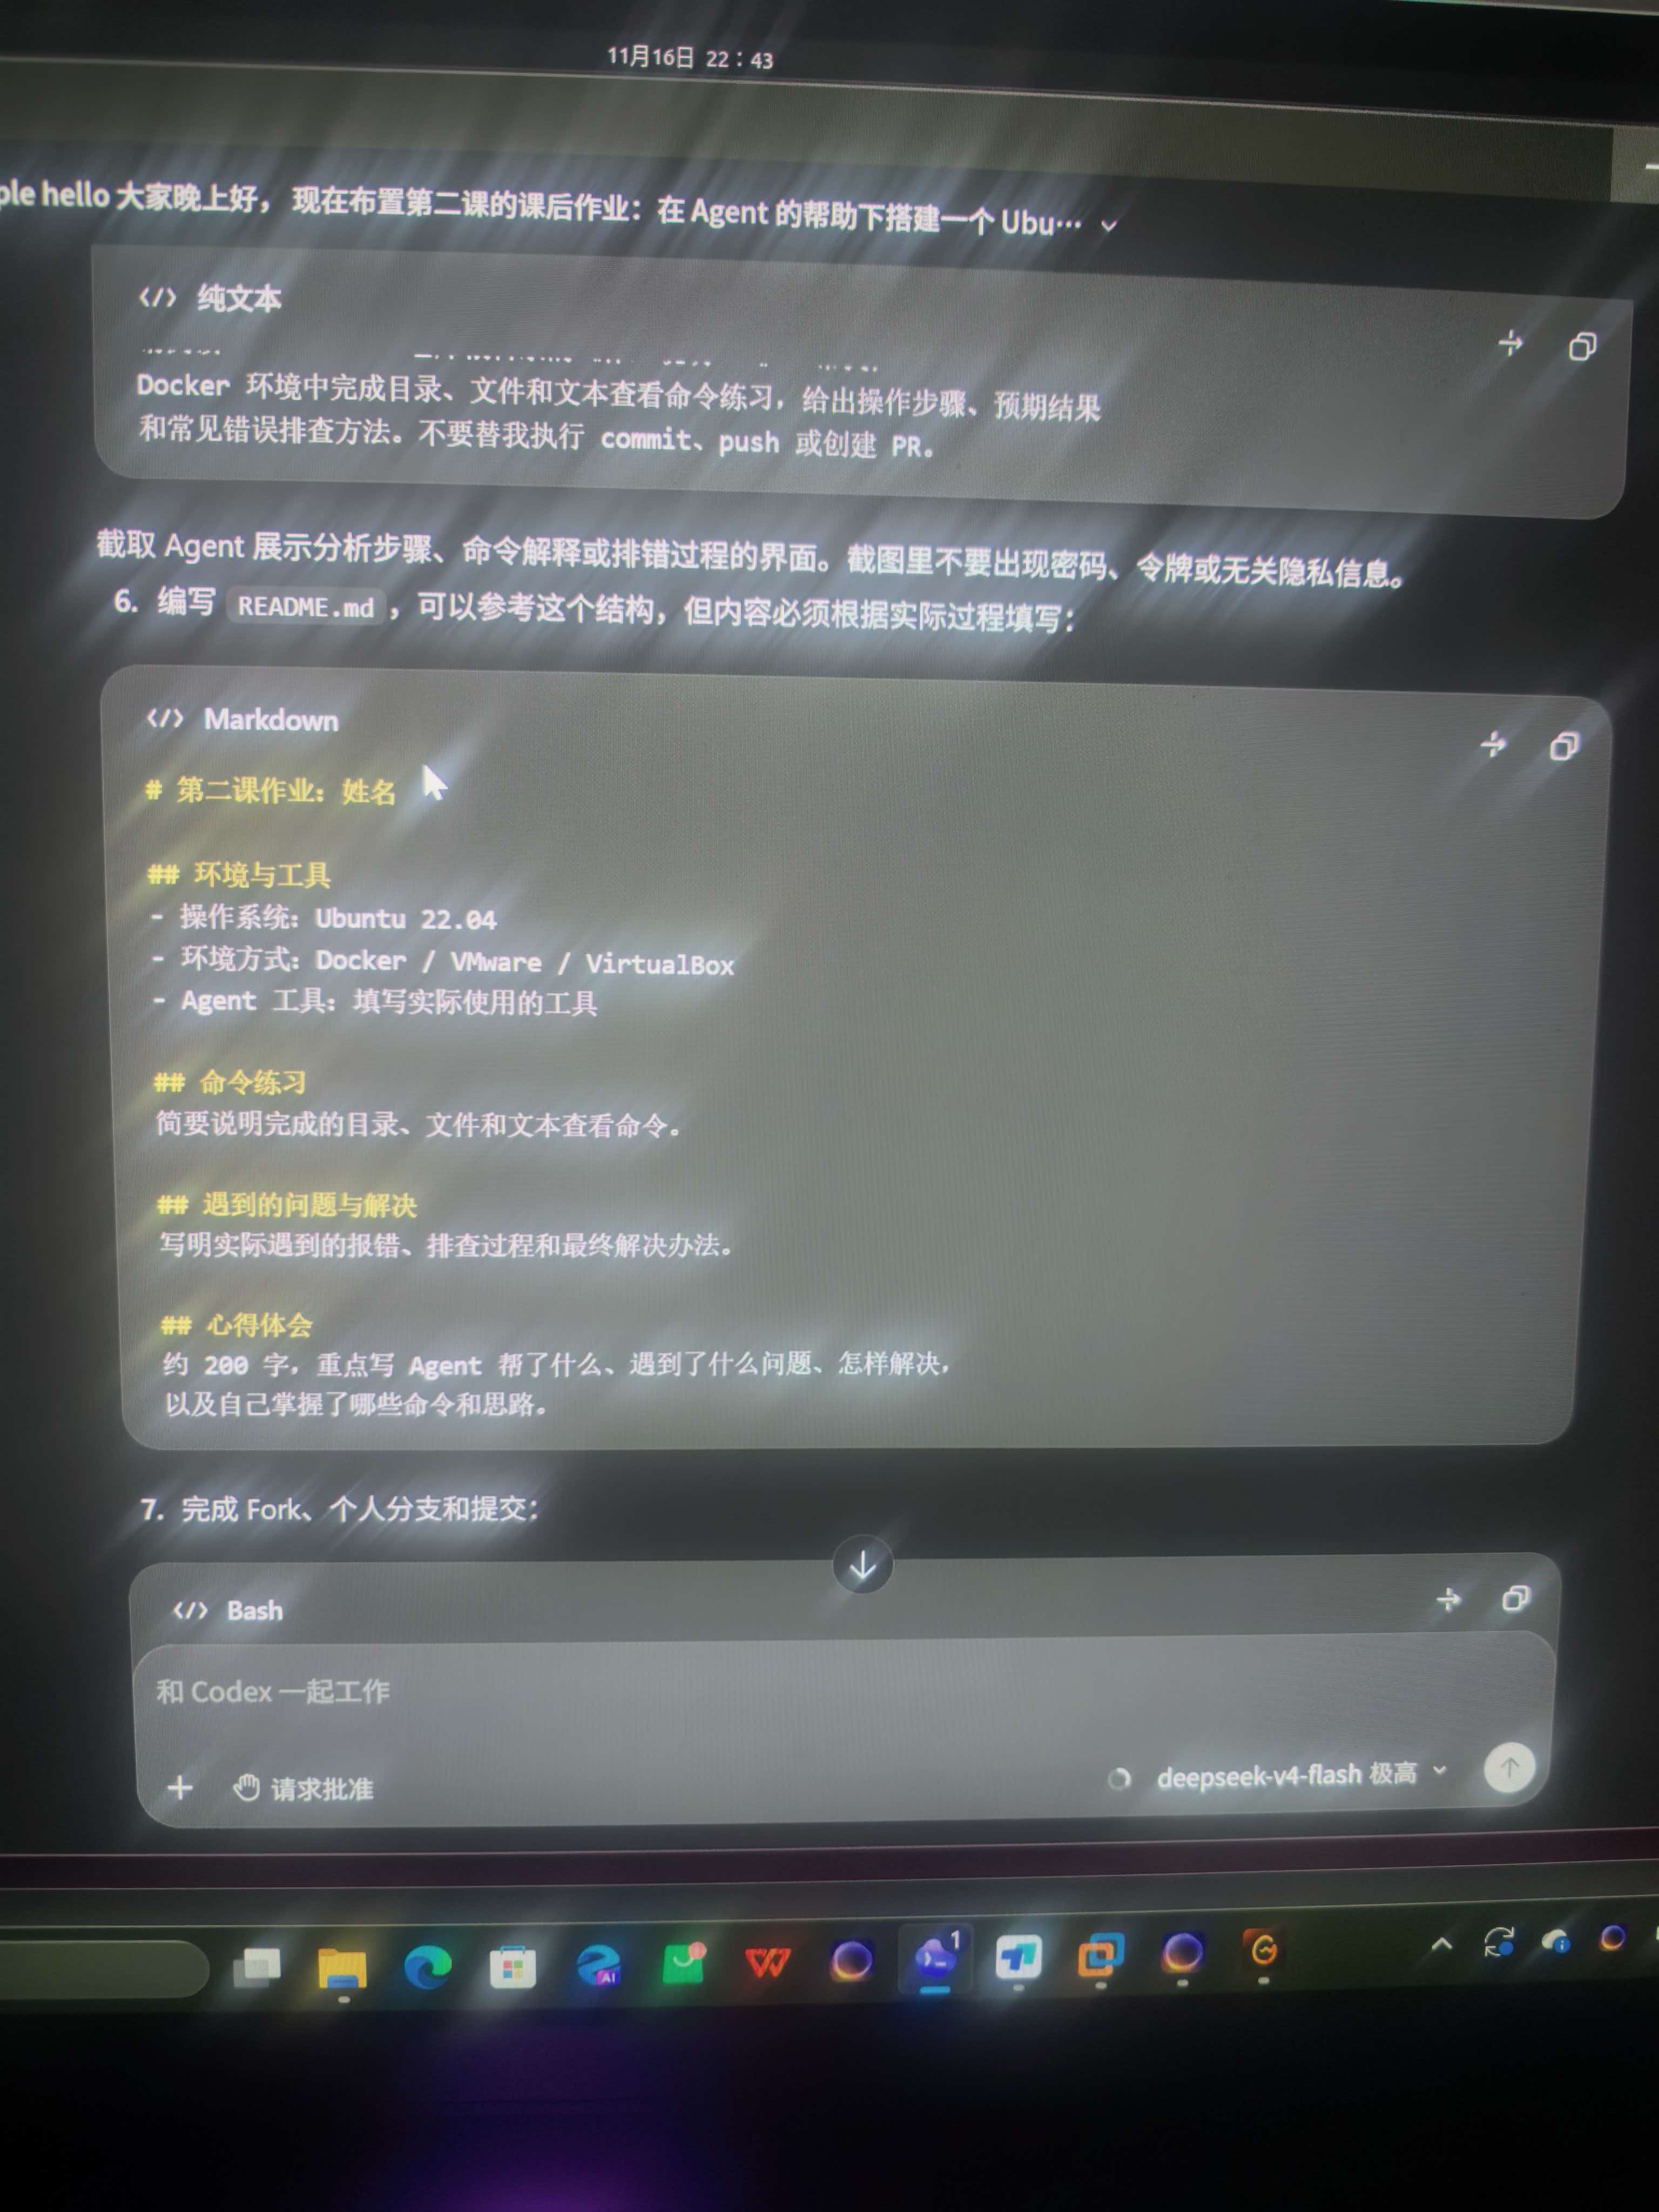 11月16日 22：43
ple hello 大家晚上好， 现在布置第二课的课后作业：在 Agent 的帮助下搭建一个 Ubu…
</> 纯文本
Docker 环境中完成目录、文件和文本查看命令练习，给出操作步骤、预期结果
和常见错误排查方法。不要替我执行 commit、push 或创建 PR。
截取 Agent 展示分析步骤、命令解释或排错过程的界面。截图里不要出现密码、令牌或无关隐私信息。
6. 编写 README.md ，可以参考这个结构，但内容必须根据实际过程填写：
</> Markdown
# 第二课作业：姓名
## 环境与工具
- 操作系统：Ubuntu 22.04
- 环境方式：Docker / VMware / VirtualBox
- Agent 工具：填写实际使用的工具
## 命令练习
简要说明完成的目录、文件和文本查看命令。
## 遇到的问题与解决
写明实际遇到的报错、排查过程和最终解决办法。
## 心得体会
约 200 字，重点写 Agent 帮了什么、遇到了什么问题、怎样解决，
以及自己掌握了哪些命令和思路。
7. 完成 Fork、个人分支和提交：
</> Bash
和 Codex 一起工作
+ 请求批准
deepseek-v4-flash 极高
AI
1